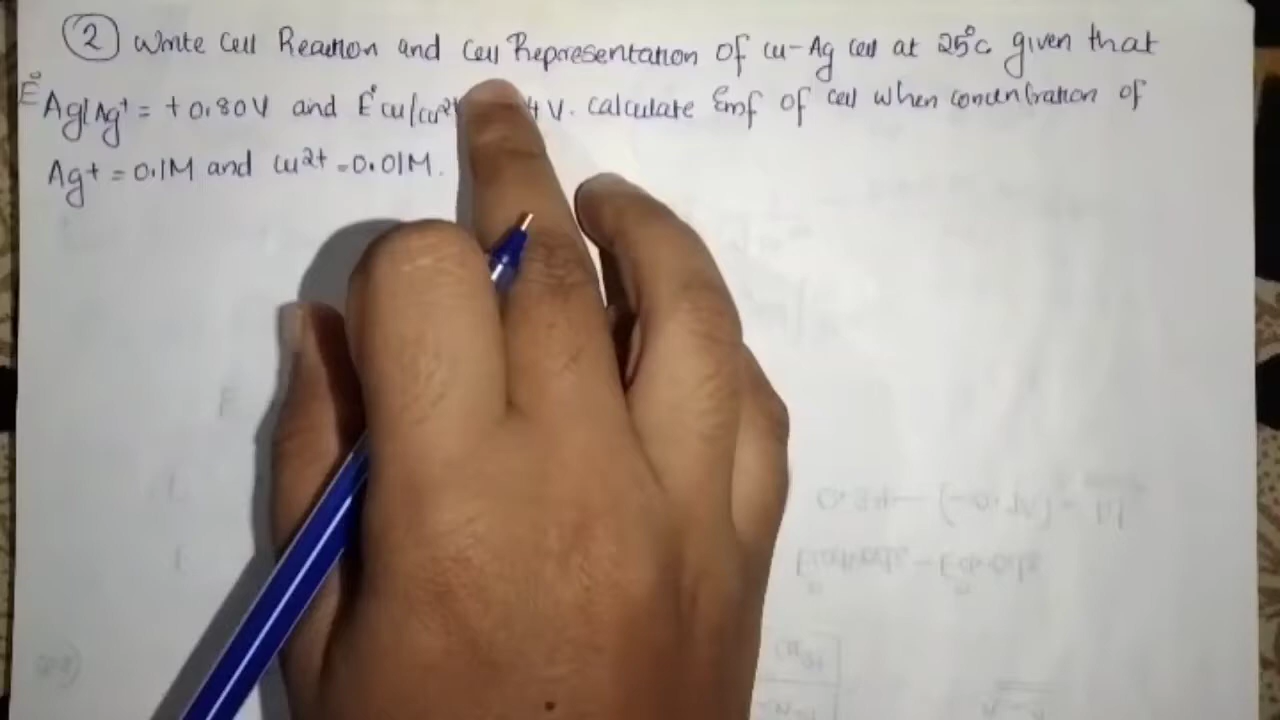 ② Write Cell Reaction and Cell Representation of Cu-Ag cell at 25°C given that
E° Ag/Ag+ = +0.80V and E° Cu/Cu2+ 4V. calculate Emf of cell when concentration of
Ag+ = 0.1M and Cu2+ = 0.01M.